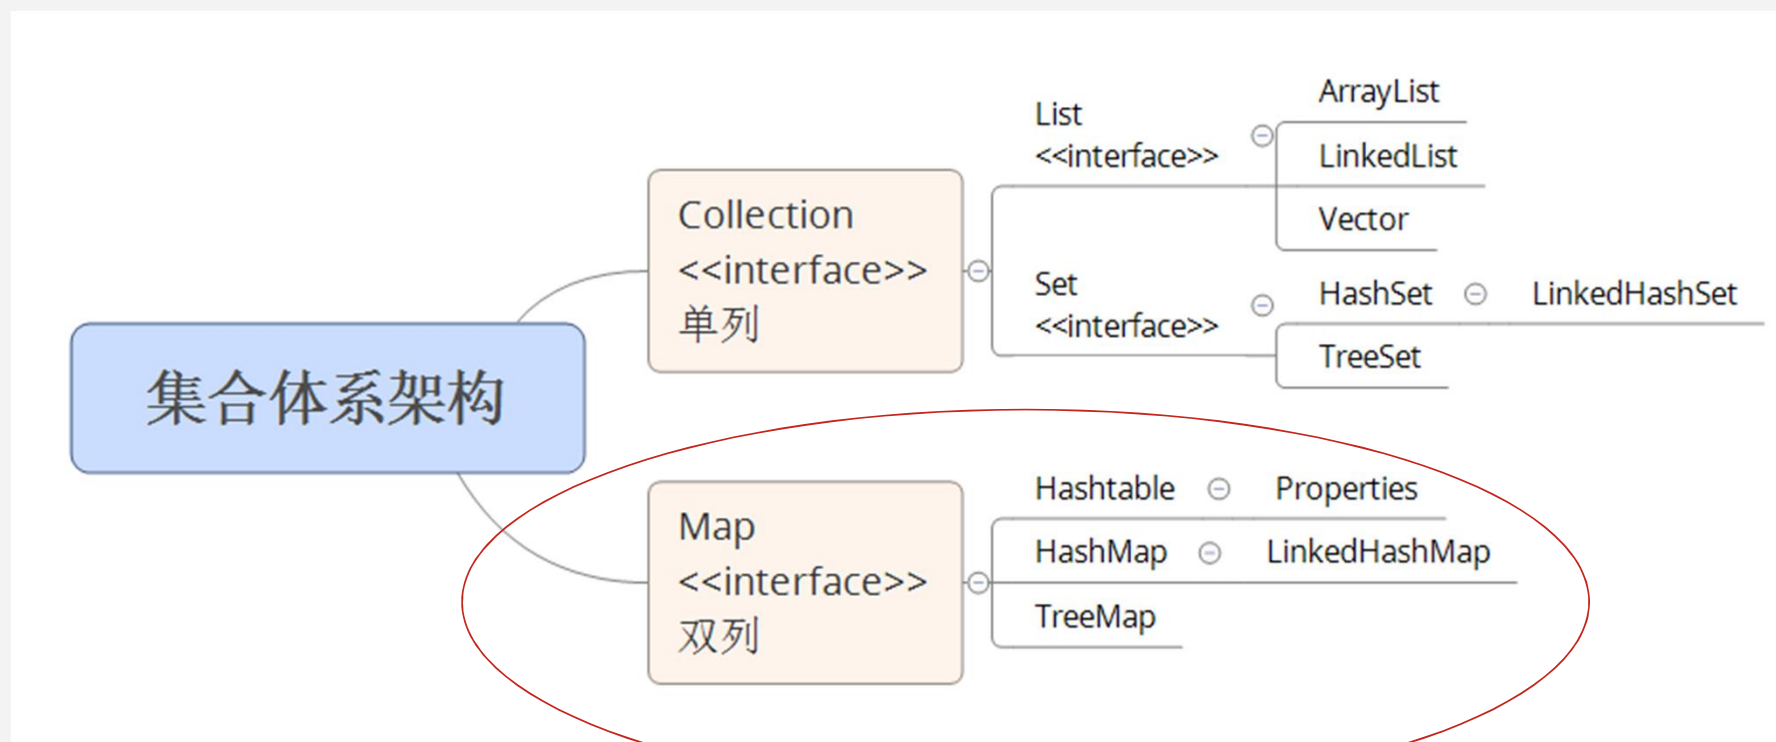 集合体系架构
Collection
<<interface>>
单列
List
<<interface>>
ArrayList
LinkedList
Vector
Set
<<interface>>
HashSet
LinkedHashSet
TreeSet
Map
<<interface>>
双列
Hashtable
Properties
HashMap
LinkedHashMap
TreeMap